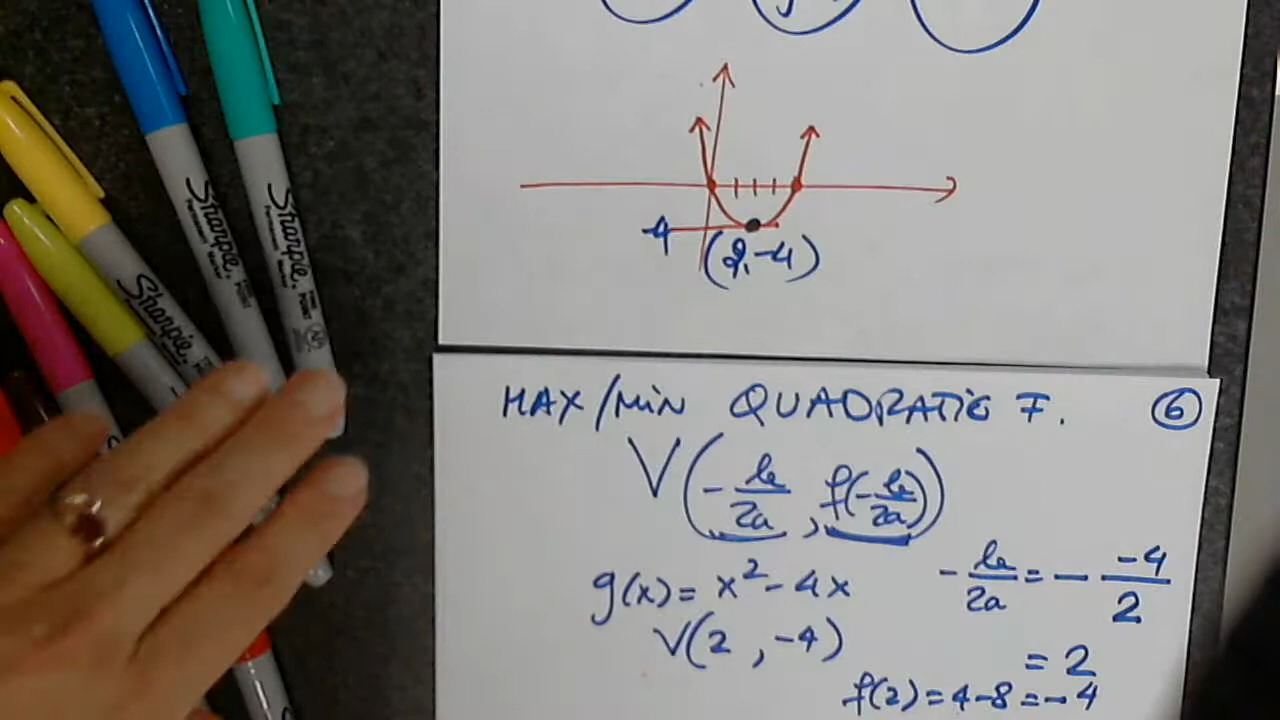 -4
(2,-4)
MAX/MIN QUADRATIC F. 6
V(-b/2a, f(-b/2a))
g(x)= x²-4x
-b/2a = - -4/2
V(2, -4)
= 2
f(2)=4-8=-4
Sharpie.
Sharpie.
Sharpie.